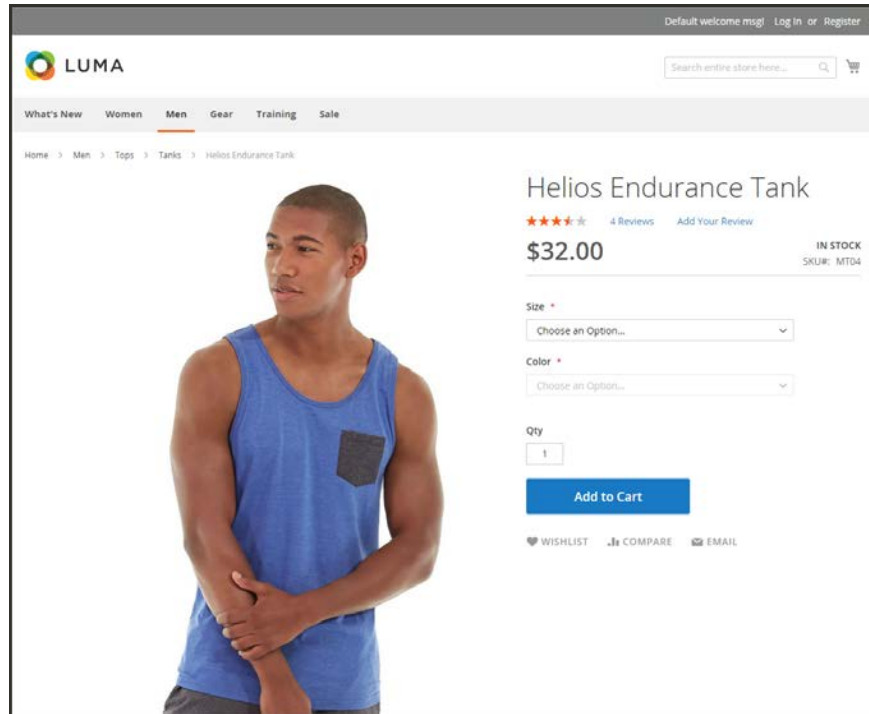 Default welcome msg! Log In or Register
LUMA
Search entire store here...
What's New Women Men Gear Training Sale
Home > Men > Tops > Tanks > Helios Endurance Tank
Helios Endurance Tank
4 Reviews Add Your Review
$32.00
IN STOCK
SKU#: MT04
Size *
Choose an Option...
Color *
Choose an Option...
Qty
1
Add to Cart
WISHLIST COMPARE EMAIL